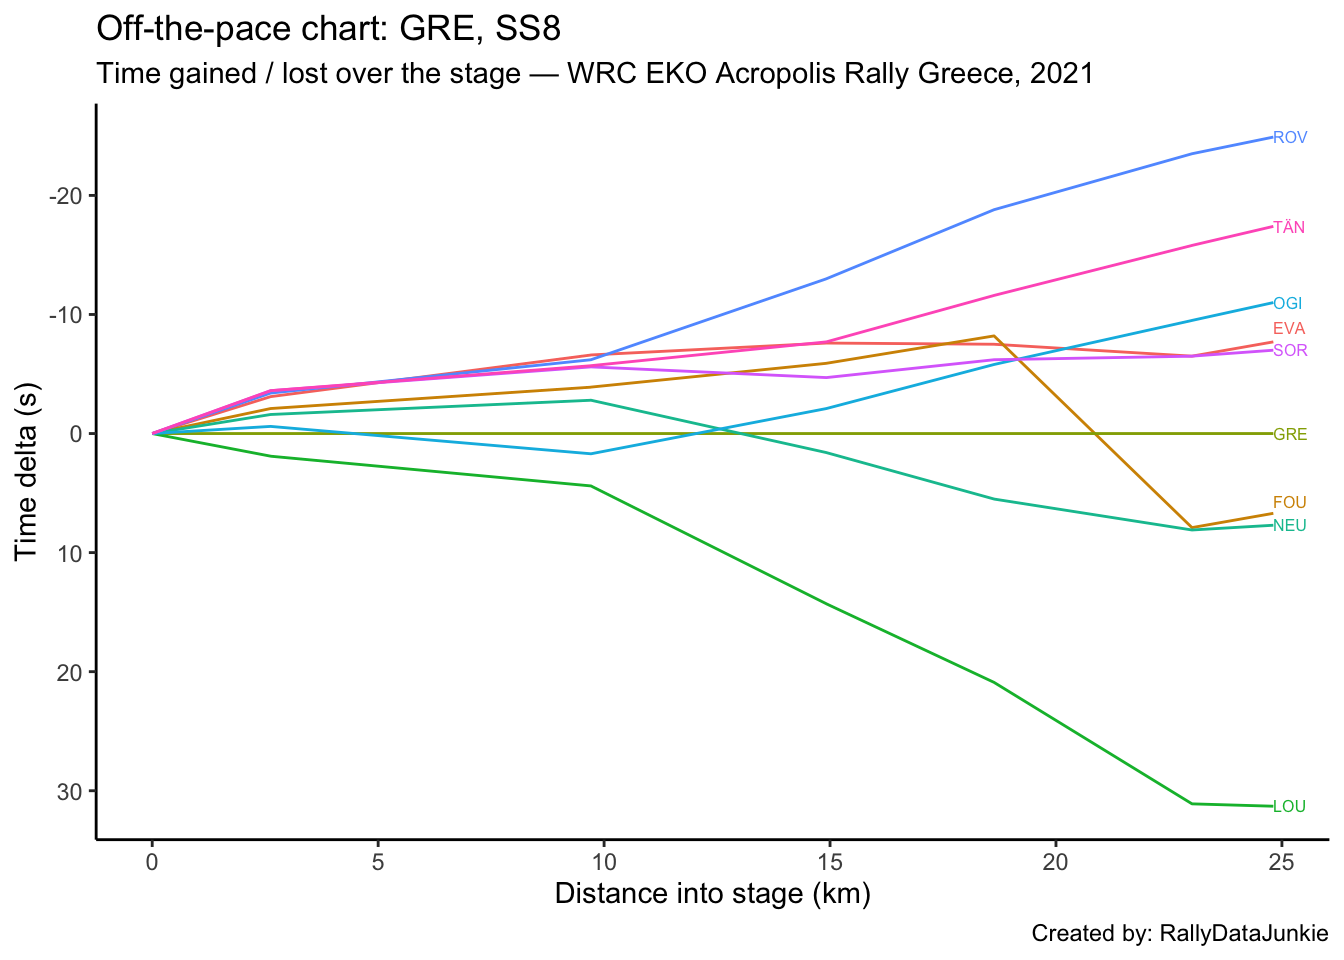 Off-the-pace chart: GRE, SS8
Time gained / lost over the stage — WRC EKO Acropolis Rally Greece, 2021
Time delta (s)
-20
-10
0
10
20
30
ROV
TÄN
OGI
EVA
SOR
GRE
FOU
NEU
LOU
0 5 10 15 20 25
Distance into stage (km)
Created by: RallyDataJunkie